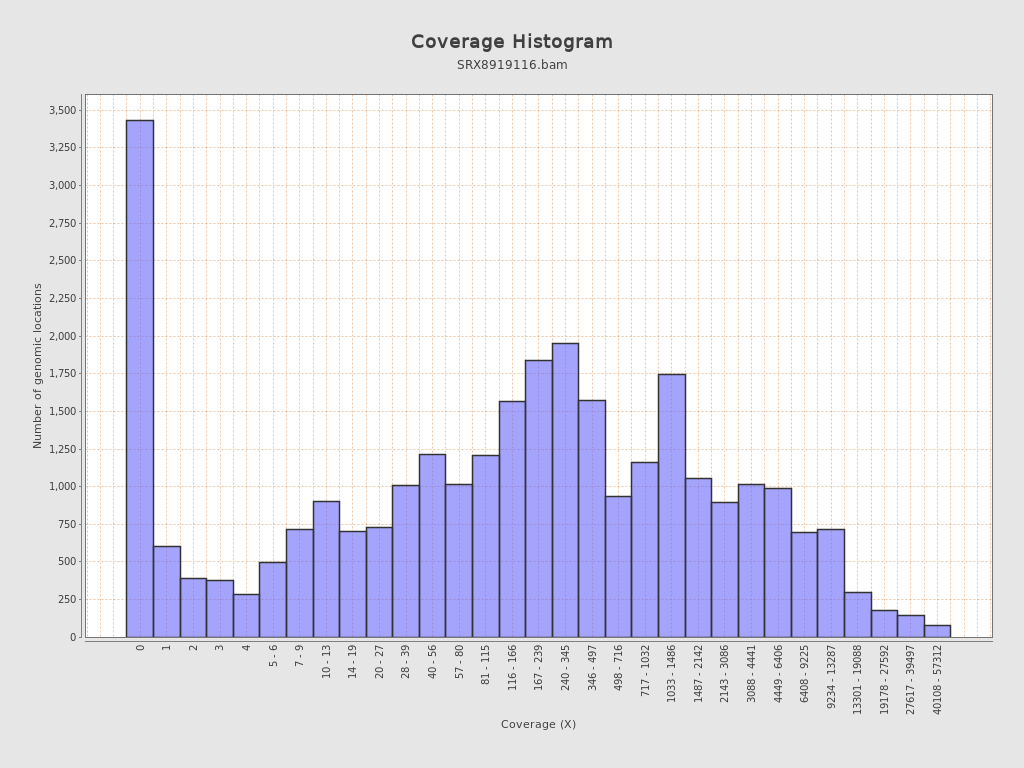 Coverage Histogram
SRX8919116.bam
Number of genomic locations
3,500
3,250
3,000
2,750
2,500
2,250
2,000
1,750
1,500
1,250
1,000
750
500
250
0
0
1
2
3
4
5 - 6
7 - 9
10 - 13
14 - 19
20 - 27
28 - 39
40 - 56
57 - 80
81 - 115
116 - 166
167 - 239
240 - 345
346 - 497
498 - 716
717 - 1032
1033 - 1486
1487 - 2142
2143 - 3086
3088 - 4441
4449 - 6406
6408 - 9225
9234 - 13287
13301 - 19088
19178 - 27592
27617 - 39497
40108 - 57312
Coverage (X)